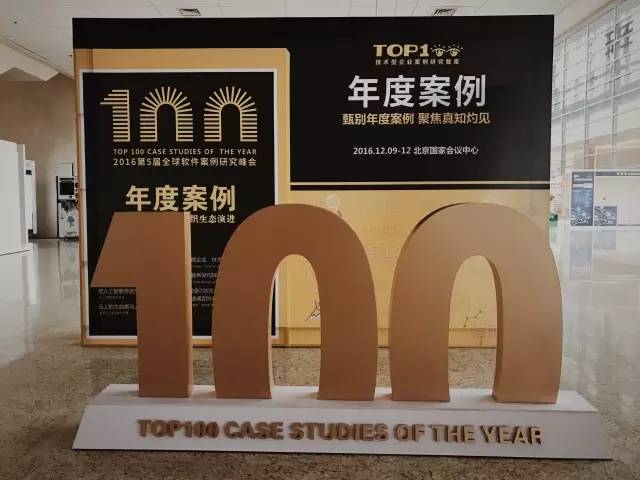 100
TOP 100 CASE STUDIES OF THE YEAR
2016第5届全球软件案例研究峰会
年度案例
织生态演进
TOP100
技术型企业案例研究智库
年度案例
甄别年度案例 聚焦真知灼见
2016.12.09-12 北京国家会议中心
100
TOP100 CASE STUDIES OF THE YEAR